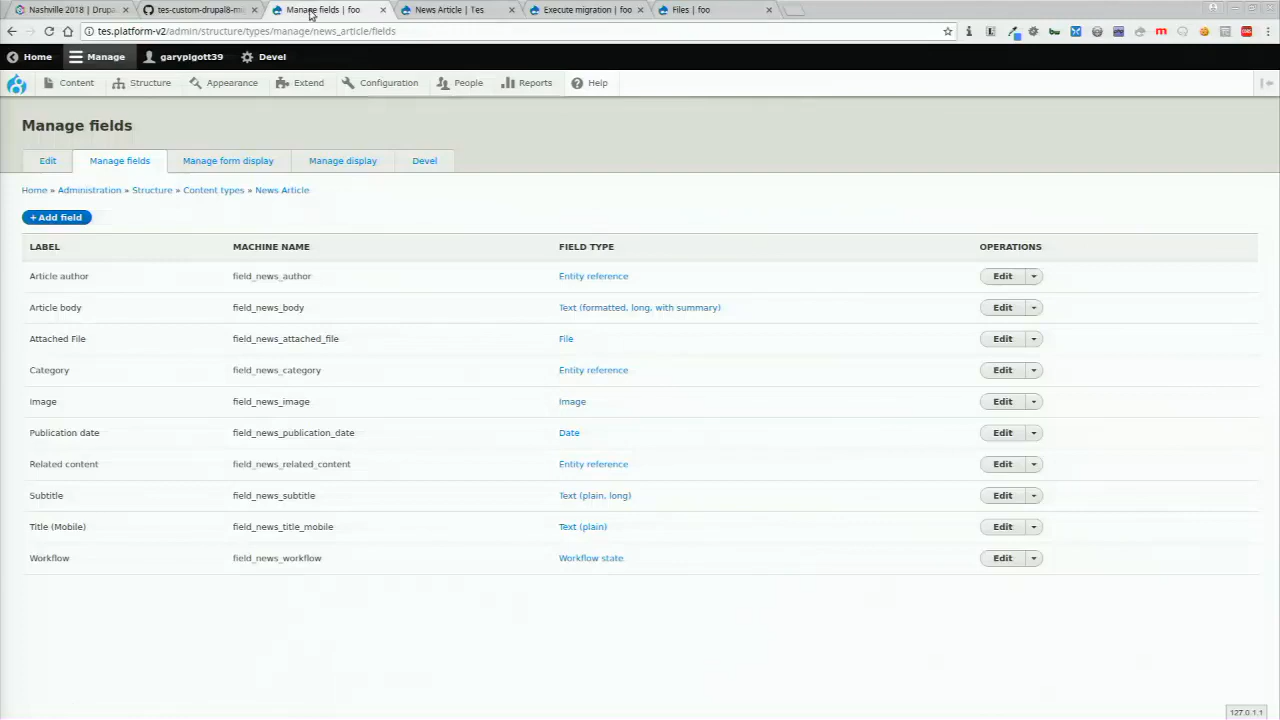 Nashville 2018 | Drupa
tes-custom-drupal8-mi
Manage fields | foo
News Article | Tes
Execute migration | foo
Files | foo
tes.platform-v2/admin/structure/types/manage/news_article/fields
Home
Manage
garypigott39
Devel
Content
Structure
Appearance
Extend
Configuration
People
Reports
Help
Manage fields
Edit
Manage fields
Manage form display
Manage display
Devel
Home » Administration » Structure » Content types » News Article
+ Add field
LABEL MACHINE NAME FIELD TYPE OPERATIONS
Article author field_news_author Entity reference Edit
Article body field_news_body Text (formatted, long, with summary) Edit
Attached File field_news_attached_file File Edit
Category field_news_category Entity reference Edit
Image field_news_image Image Edit
Publication date field_news_publication_date Date Edit
Related content field_news_related_content Entity reference Edit
Subtitle field_news_subtitle Text (plain, long) Edit
Title (Mobile) field_news_title_mobile Text (plain) Edit
Workflow field_news_workflow Workflow state Edit
127.0.1.1